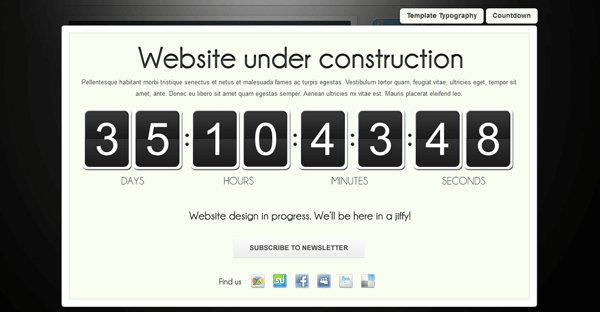 Template Typography Countdown
Website under construction
Pellentesque habitant morbi tristique senectus et netus et malesuada fames ac turpis egestas. Vestibulum tortor quam, feugiat vitae, ultricies eget, tempor sit
amet, ante. Donec eu libero sit amet quam egestas semper. Aenean ultricies mi vitae est. Mauris placerat eleifend leo.
35:10:43:48
DAYS HOURS MINUTES SECONDS
Website design in progress. We'll be here in a jiffy!
SUBSCRIBE TO NEWSLETTER
Find us